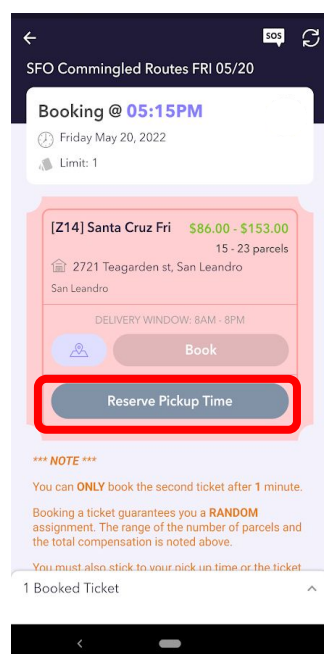 SOS
SFO Commingled Routes FRI 05/20
Booking @ 05:15PM
Friday May 20, 2022
Limit: 1
[Z14] Santa Cruz Fri $86.00 - $153.00
15 - 23 parcels
2721 Teagarden st, San Leandro
San Leandro
DELIVERY WINDOW: 8AM - 8PM
Book
Reserve Pickup Time
*** NOTE ***
You can ONLY book the second ticket after 1 minute.
Booking a ticket guarantees you a RANDOM
assignment. The range of the number of parcels and
the total compensation is noted above.
You must also stick to your pick up time or the ticket
1 Booked Ticket